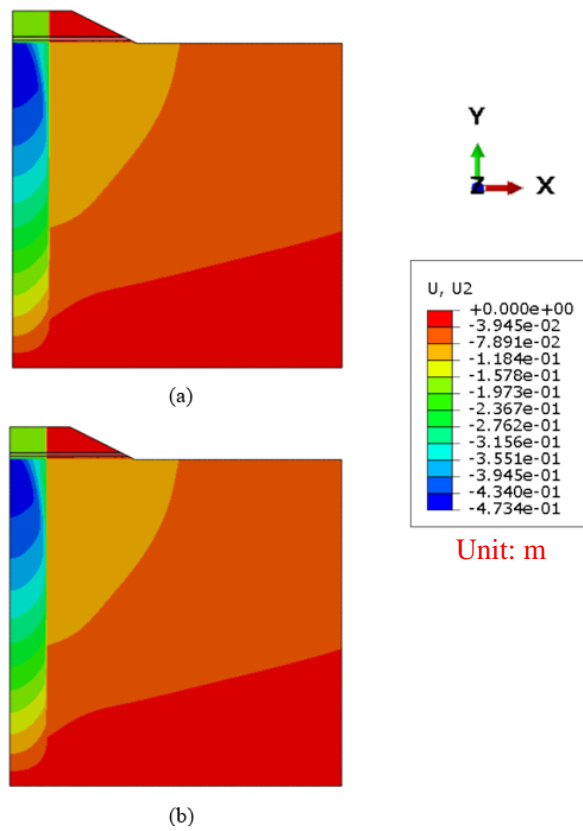 Y
Z
X
U, U2
+0.000e+00
-3.945e-02
-7.891e-02
-1.184e-01
-1.578e-01
-1.973e-01
-2.367e-01
-2.762e-01
-3.156e-01
-3.551e-01
-3.945e-01
-4.340e-01
-4.734e-01
Unit: m
(a)
(b)